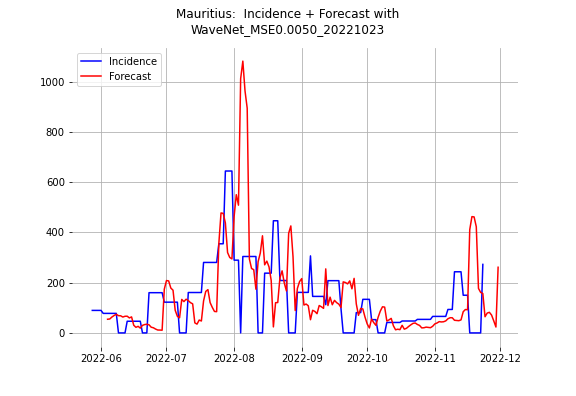 Mauritius:  Incidence + Forecast with
WaveNet_MSE0.0050_20221023
Incidence
Forecast
1000
800
600
400
200
0
2022-06 2022-07 2022-08 2022-09 2022-10 2022-11 2022-12